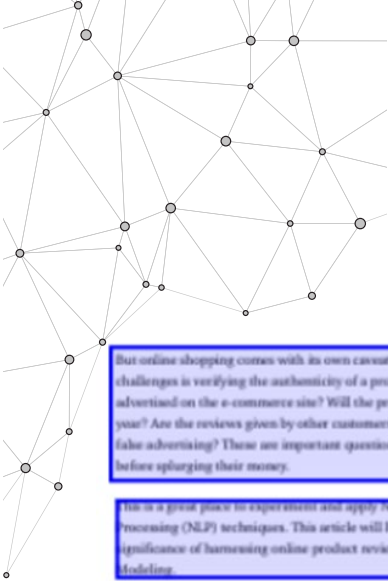 But online shopping comes with its own
challenges is verifying the authenticity of a
advertised on the e-commerce site? Will the
year? Are the reviews given by other
false advertising? These are important
before splurging their money.
This is a great place to experiment and apply
Processing (NLP) techniques. This article will
significance of harnessing online product
Modeling.